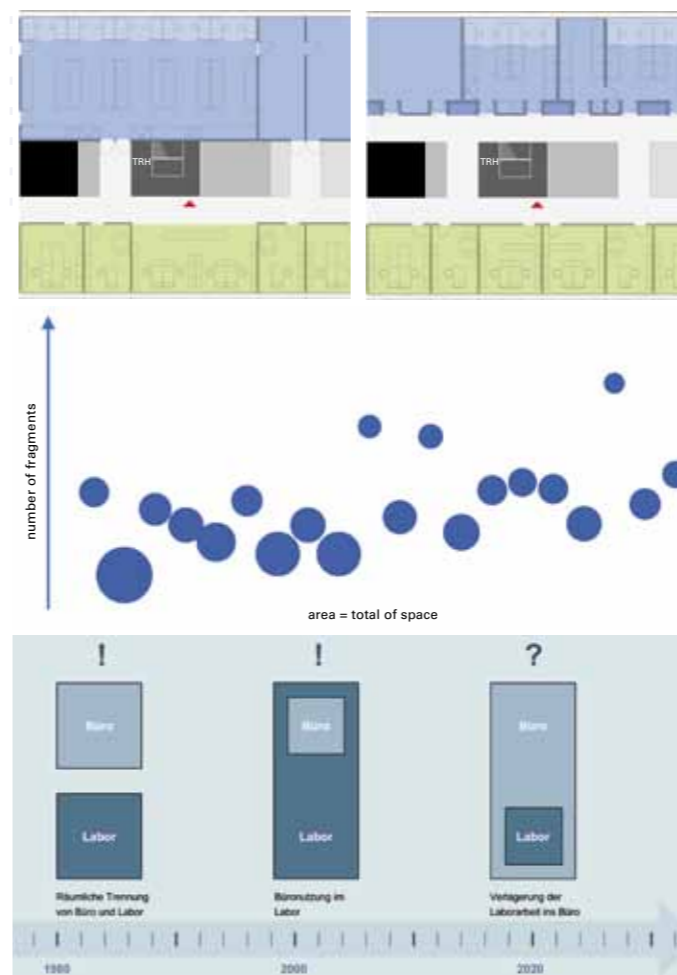 TRH
TRH
number of fragments
area = total of space
! ! ?
Büro Büro Büro
Labor Labor Labor
Räumliche Trennung
von Büro und Labor
Büronutzung im
Labor
Verlagerung der
Laborarbeit ins Büro
1980 2000 2020